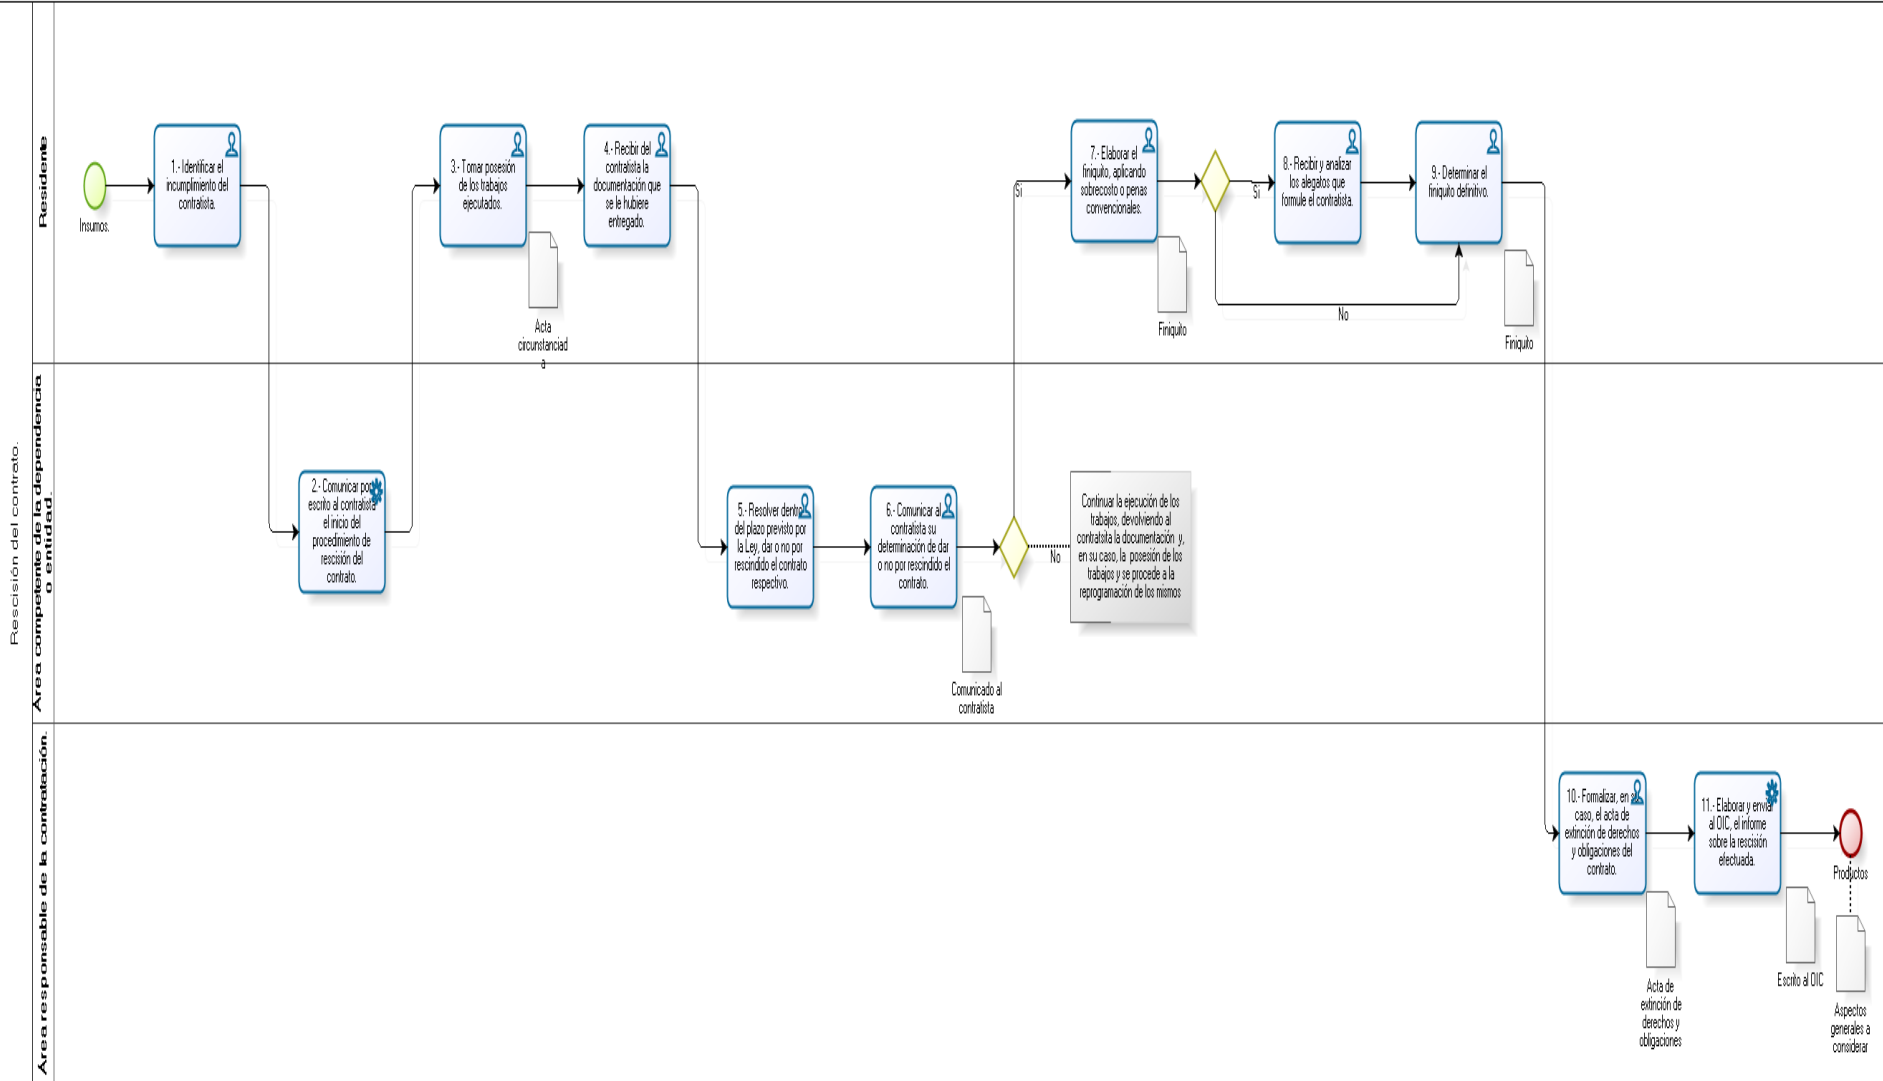 Rescisión del contrato.
Residente
Insumos.
1.- Identificar el
incumplimiento del
contratista.
3.- Tomar posesión
de los trabajos
ejecutados.
Acta
circunstanciad
a
4.- Recibir del
contratista la
documentación que
se le hubiere
entregado.
Si
7.- Elaborar el
finiquito, aplicando
sobrecosto o penas
convencionales.
Finiquito
Si
No
8.- Recibir y analizar
los alegatos que
formule el contratista.
9.- Determinar el
finiquito definitivo.
Finiquito
Área competente de la dependencia
o entidad.
2.- Comunicar por
escrito al contratista
el inicio del
procedimiento de
rescisión del
contrato.
5.- Resolver dentro
del plazo previsto por
la Ley, dar o no por
rescindido el contrato
respectivo.
6.- Comunicar al
contratista su
determinación de dar
o no por rescindido el
contrato.
Comunicado al
contratista
No
Continuar la ejecución de los
trabajos, devolviendo al
contratsita la documentación y,
en su caso, la posesión de los
trabajos y se procede a la
reprogramación de los mismos
Área responsable de la contratación.
10.- Formalizar, en su
caso, el acta de
extinción de derechos
y obligaciones del
contrato.
Acta de
extinción de
derechos y
obligaciones
11.- Elaborar y enviar
al OIC, el informe
sobre la rescisión
efectuada.
Escrito al OIC
Productos
Aspectos
generales a
considerar